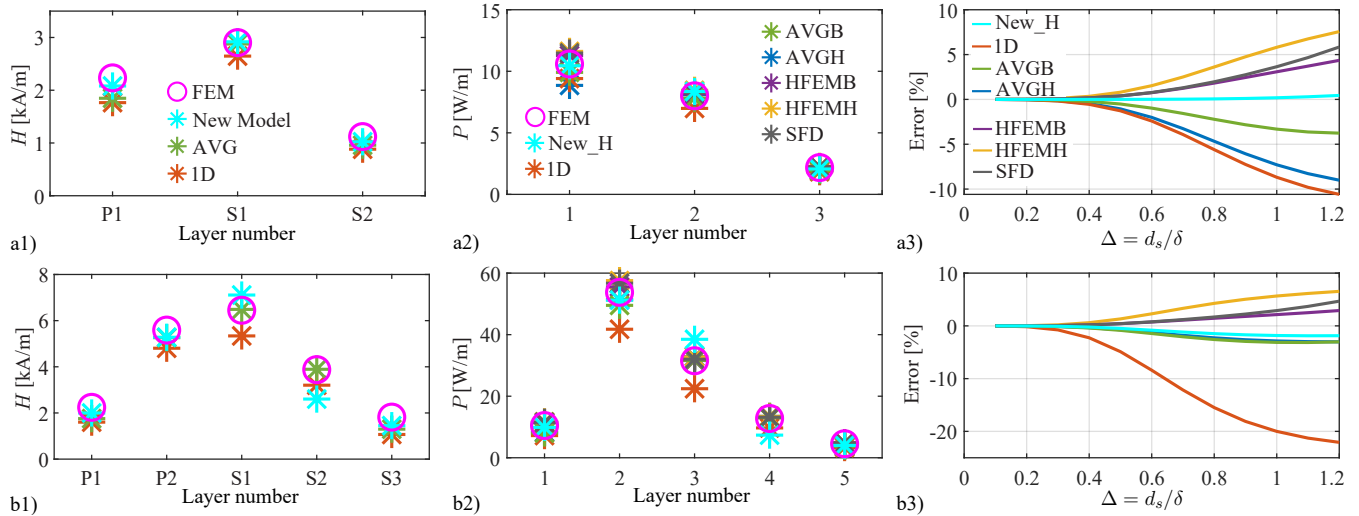 3
2
1
0
H [kA/m]
FEM
New Model
AVG
1D
P1
S1
S2
Layer number
a1)
15
10
5
0
P [W/m]
AVGB
AVGH
HFEMB
HFEMH
SFD
FEM
New_H
1D
1
2
3
Layer number
a2)
10
5
0
-5
-10
Error [%]
New_H
1D
AVGB
AVGH
HFEMB
HFEMH
SFD
0
0.2
0.4
0.6
0.8
1
1.2
Δ = d_s/δ
a3)
8
6
4
2
0
H [kA/m]
P1
P2
S1
S2
S3
Layer number
b1)
60
40
20
0
P [W/m]
1
2
3
4
5
Layer number
b2)
10
0
-10
-20
Error [%]
0
0.2
0.4
0.6
0.8
1
1.2
Δ = d_s/δ
b3)